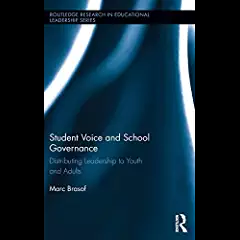 ROUTLEDGE RESEARCH IN EDUCATIONAL
LEADERSHIP SERIES
Student Voice and School
Governance
Distributing Leadership to Youth
and Adults
Marc Brasof
R